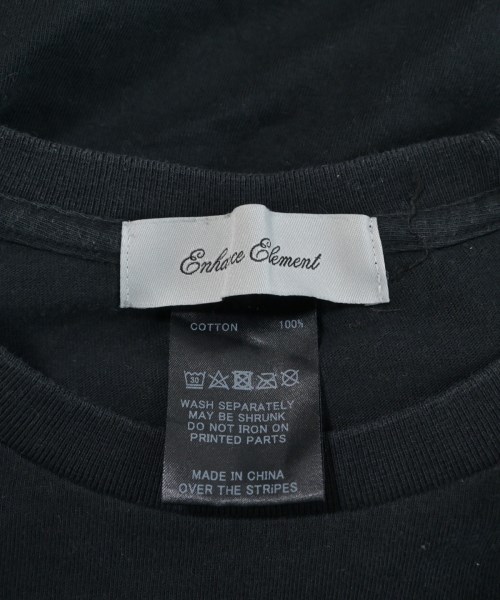 Enhance Element
COTTON 100%
30
WASH SEPARATELY
MAY BE SHRUNK
DO NOT IRON ON
PRINTED PARTS
MADE IN CHINA
OVER THE STRIPES